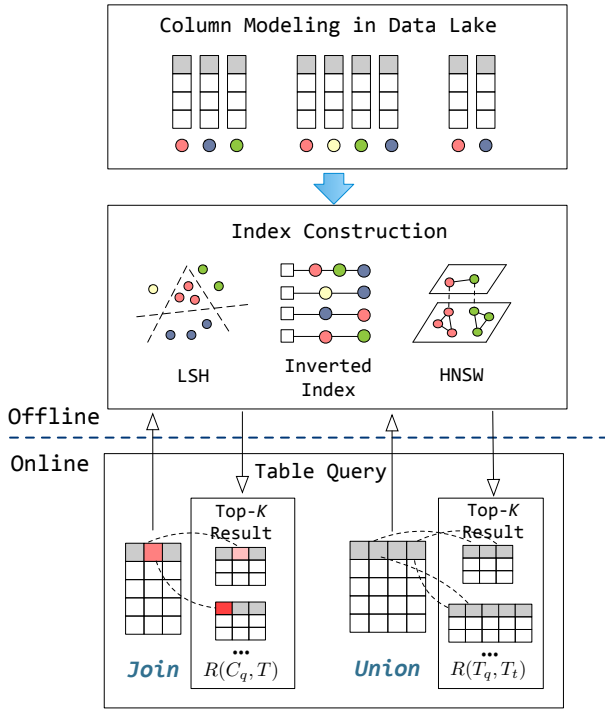 Column Modeling in Data Lake
Index Construction
LSH
Inverted
Index
HNSW
Offline
Online
Table Query
Top-K
Result
...
R(C_q, T)
Join
Top-K
Result
...
R(T_q, T_t)
Union